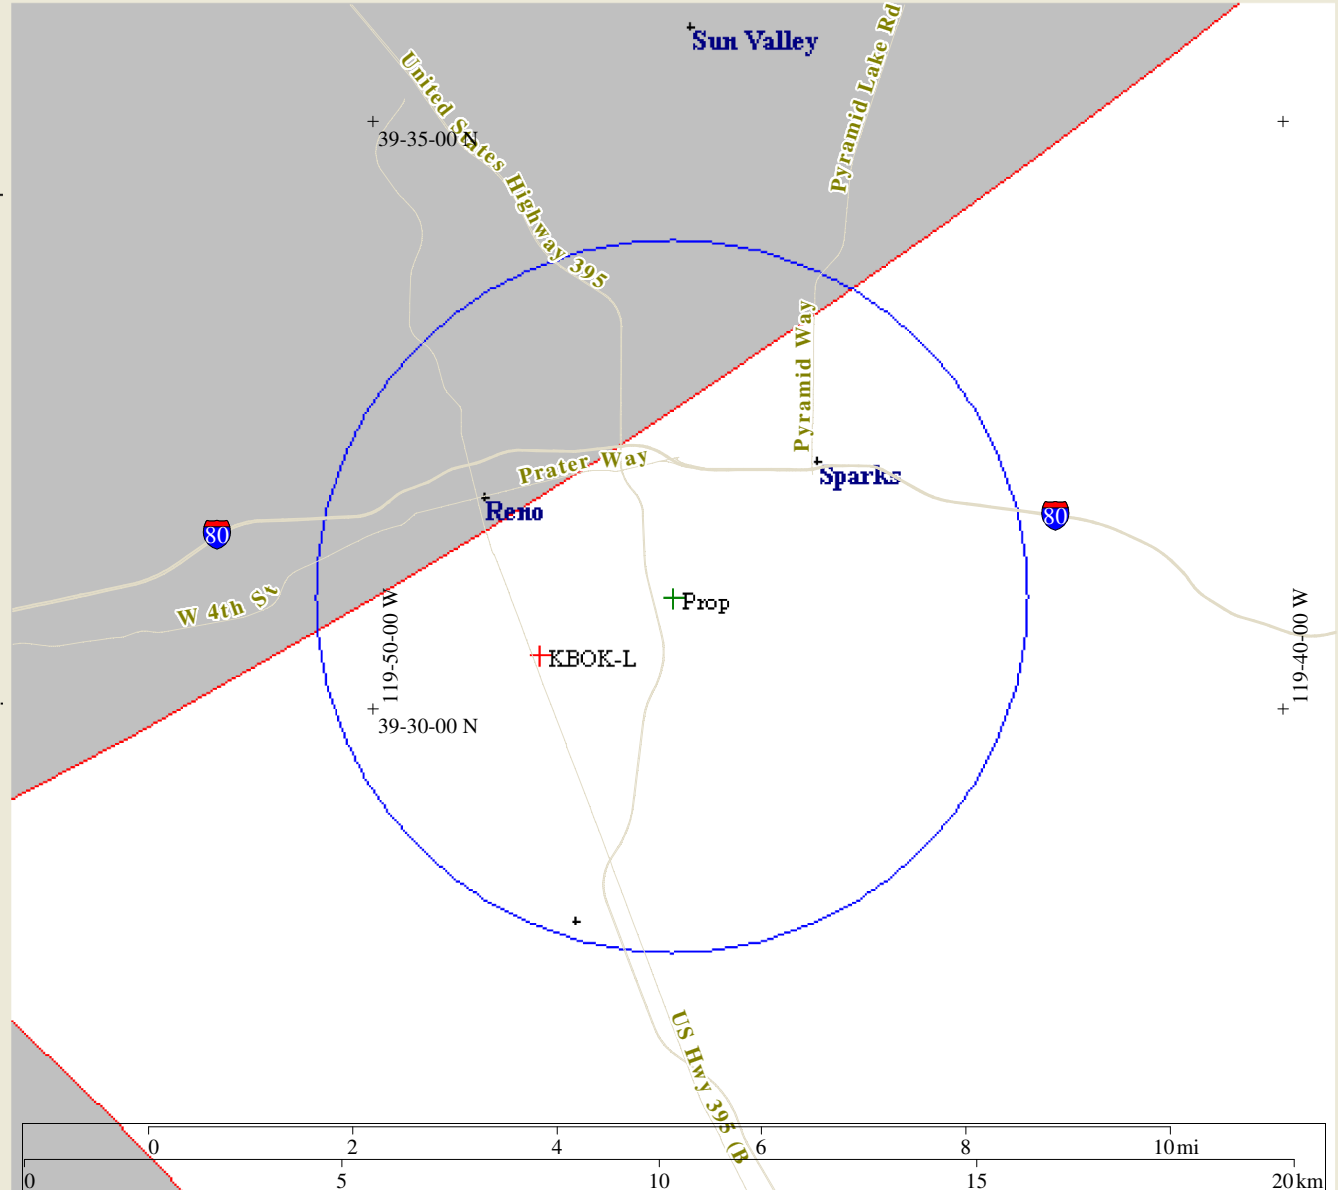 Sun Valley
United States Highway 395
Pyramid Lake Rd
39-35-00 N
Pyramid Way
Prater Way
Sparks
Reno
80
80
W 4th St
Prop
119-50-00 W
119-40-00 W
KBOK-L
39-30-00 N
US Hwy 395 (B
0 2 4 6 8 10 mi
0 5 10 15 20 km